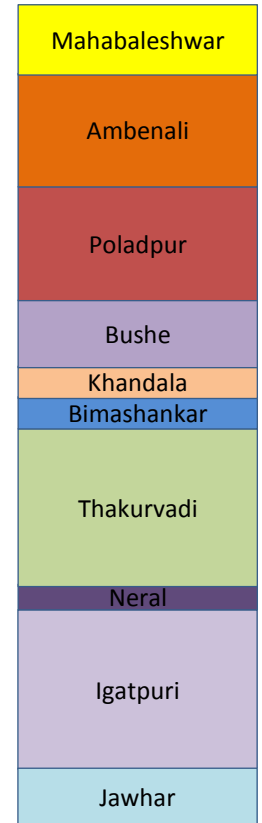 Mahabaleshwar
Ambenali
Poladpur
Bushe
Khandala
Bimashankar
Thakurvadi
Neral
Igatpuri
Jawhar